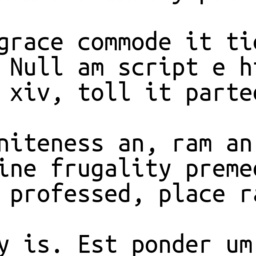 grace commode it tie
Null am script e h
xiv, toll it parte
niteness an, ram an
ine frugality preme
professed, place ra
y is. Est ponder um